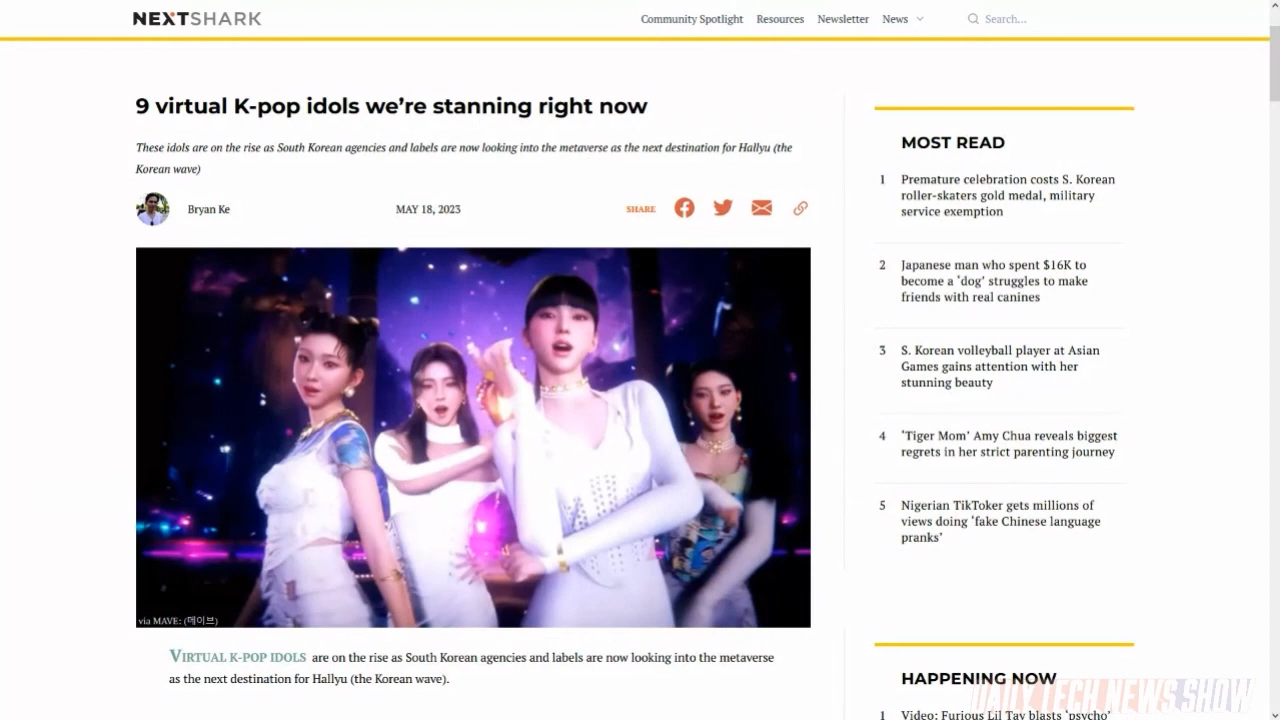 NEXTSHARK
Community Spotlight Resources Newsletter News Search...
9 virtual K-pop idols we’re stanning right now
These idols are on the rise as South Korean agencies and labels are now looking into the metaverse as the next destination for Hallyu (the
Korean wave)
Bryan Ke MAY 18, 2023 SHARE
via MAVE: (메이브)
VIRTUAL K-POP IDOLS are on the rise as South Korean agencies and labels are now looking into the metaverse
as the next destination for Hallyu (the Korean wave).
MOST READ
1 Premature celebration costs S. Korean
roller-skaters gold medal, military
service exemption
2 Japanese man who spent $16K to
become a ‘dog’ struggles to make
friends with real canines
3 S. Korean volleyball player at Asian
Games gains attention with her
stunning beauty
4 ‘Tiger Mom’ Amy Chua reveals biggest
regrets in her strict parenting journey
5 Nigerian TikToker gets millions of
views doing ‘fake Chinese language
pranks’
HAPPENING NOW
DAILY TECH NEWS SHOW
1 Video: Furious Lil Tay blasts ‘psycho’